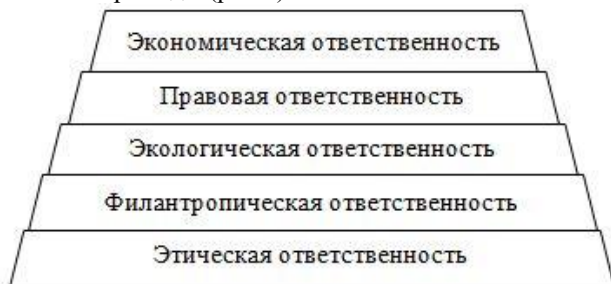 Экономическая ответственность
Правовая ответственность
Экологическая ответственность
Филантропическая ответственность
Этическая ответственность